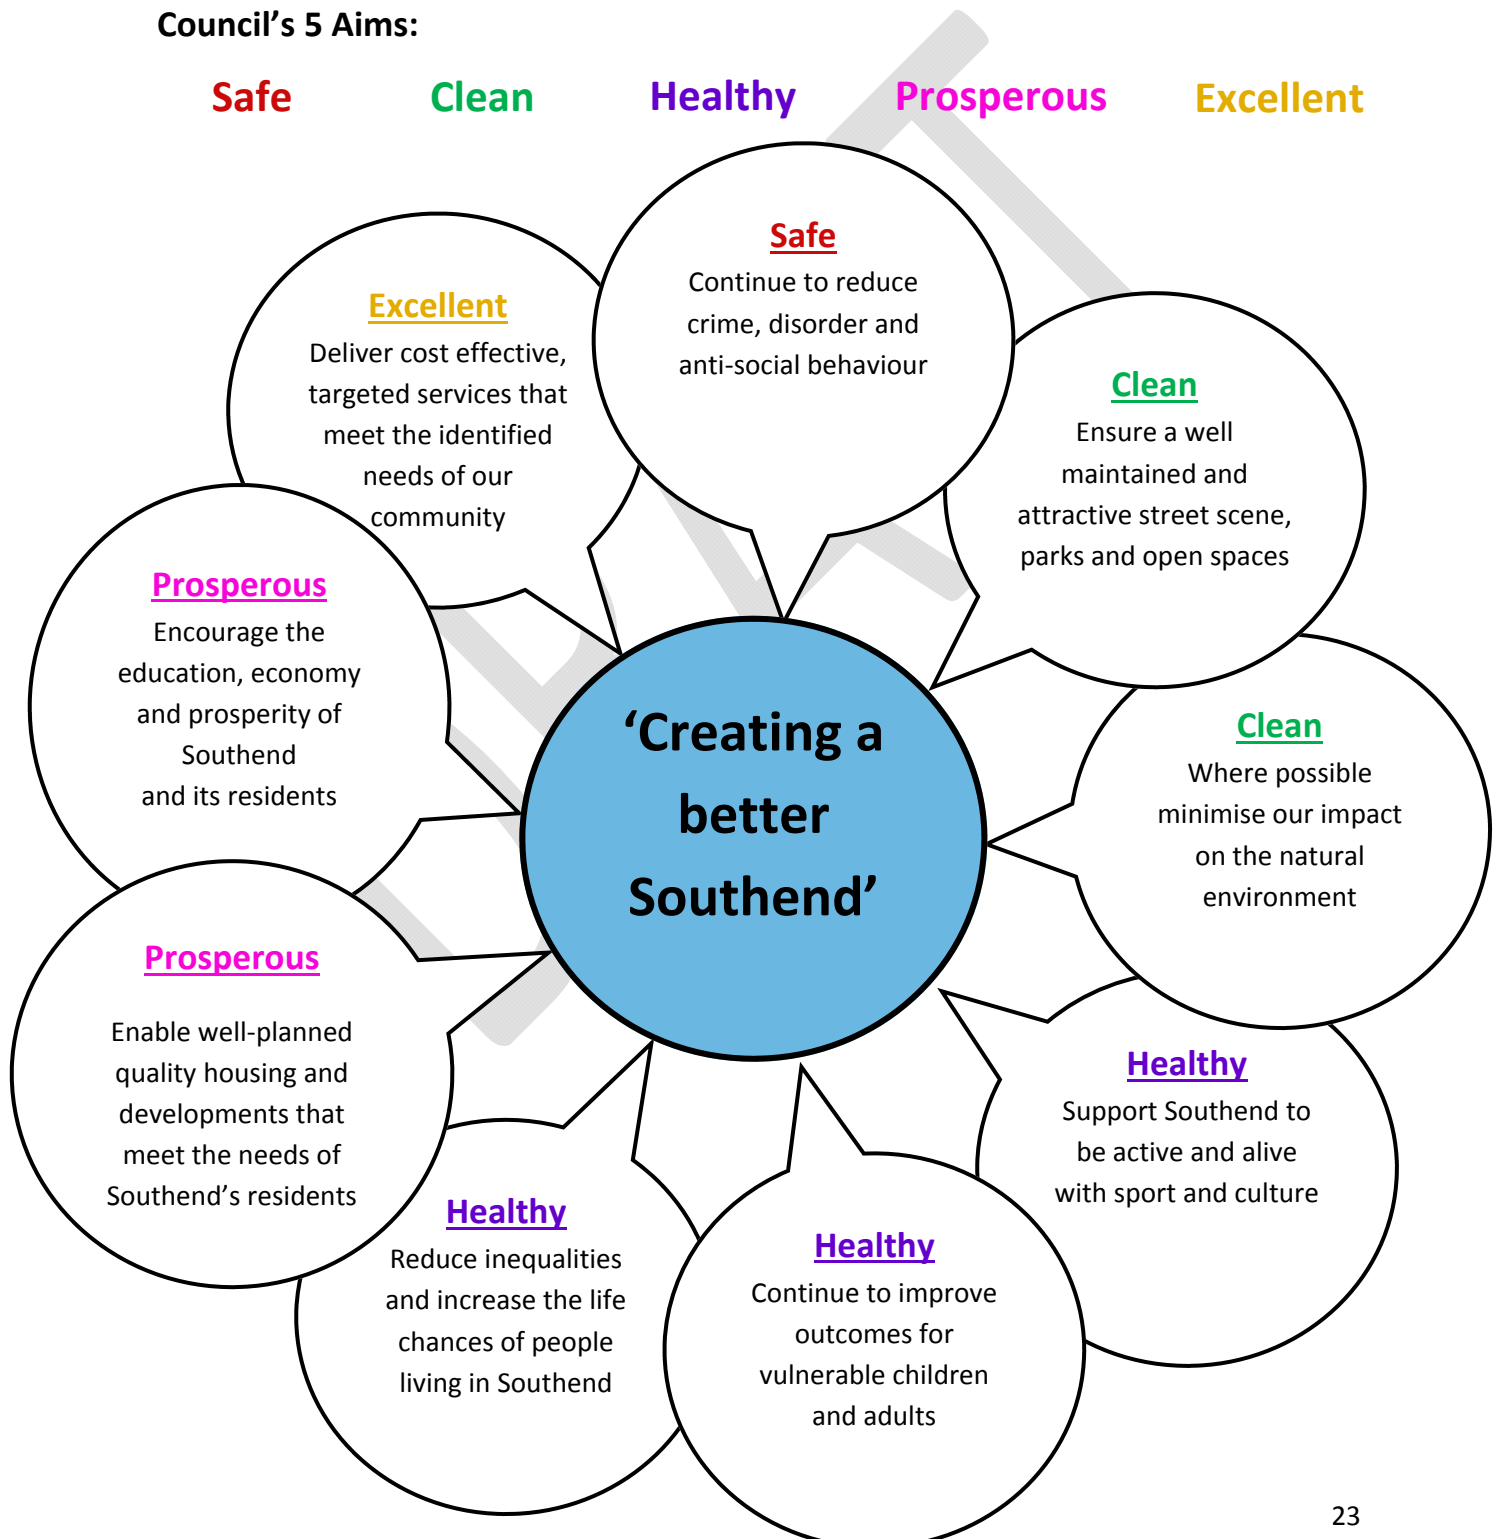 Council’s 5 Aims:
Safe Clean Healthy Prosperous Excellent
Safe
Continue to reduce
crime, disorder and
anti-social behaviour
Excellent
Deliver cost effective,
targeted services that
meet the identified
needs of our
community
Clean
Ensure a well
maintained and
attractive street scene,
parks and open spaces
Prosperous
Encourage the
education, economy
and prosperity of
Southend
and its residents
‘Creating a
better
Southend’
Clean
Where possible
minimise our impact
on the natural
environment
Prosperous
Enable well-planned
quality housing and
developments that
meet the needs of
Southend’s residents
Healthy
Support Southend to
be active and alive
with sport and culture
Healthy
Reduce inequalities
and increase the life
chances of people
living in Southend
Healthy
Continue to improve
outcomes for
vulnerable children
and adults
23